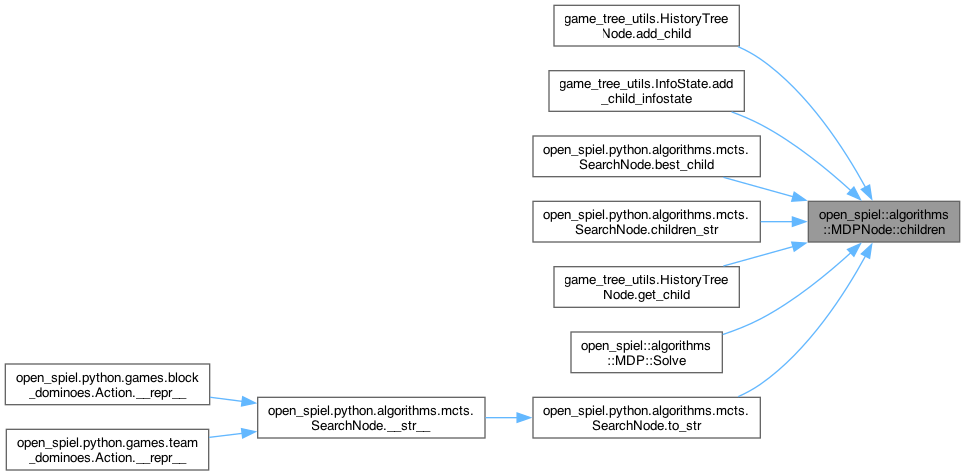 game_tree_utils.HistoryTree
Node.add_child
game_tree_utils.InfoState.add
_child_infostate
open_spiel.python.algorithms.mcts.
SearchNode.best_child
open_spiel.python.algorithms.mcts.
SearchNode.children_str
open_spiel::algorithms
::MDPNode::children
game_tree_utils.HistoryTree
Node.get_child
open_spiel::algorithms
::MDP::Solve
open_spiel.python.games.block
_dominoes.Action.__repr__
open_spiel.python.algorithms.mcts.
SearchNode.__str__
open_spiel.python.algorithms.mcts.
SearchNode.to_str
open_spiel.python.games.team
_dominoes.Action.__repr__